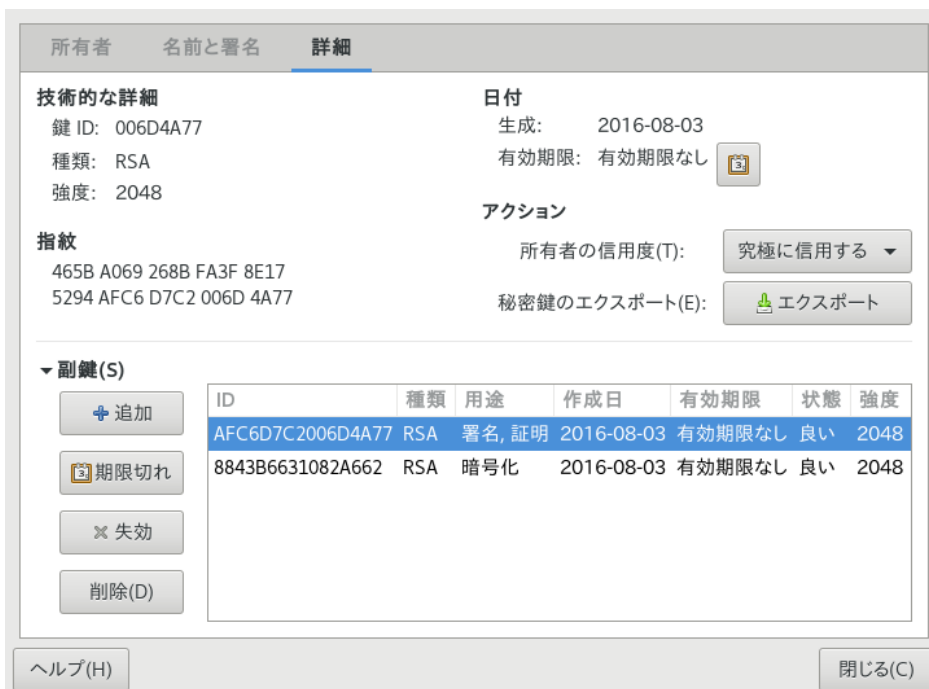 所有者 名前と署名 詳細
技術的な詳細
鍵 ID: 006D4A77
種類: RSA
強度: 2048
指紋
465B A069 268B FA3F 8E17
5294 AFC6 D7C2 006D 4A77
日付
生成: 2016-08-03
有効期限: 有効期限なし
アクション
所有者の信用度(T): 究極に信用する
秘密鍵のエクスポート(E): エクスポート
副鍵(S)
追加
期限切れ
失効
削除(D)
ID 種類 用途 作成日 有効期限 状態 強度
AFC6D7C2006D4A77 RSA 署名, 証明 2016-08-03 有効期限なし 良い 2048
8843B6631082A662 RSA 暗号化 2016-08-03 有効期限なし 良い 2048
ヘルプ(H) 閉じる(C)